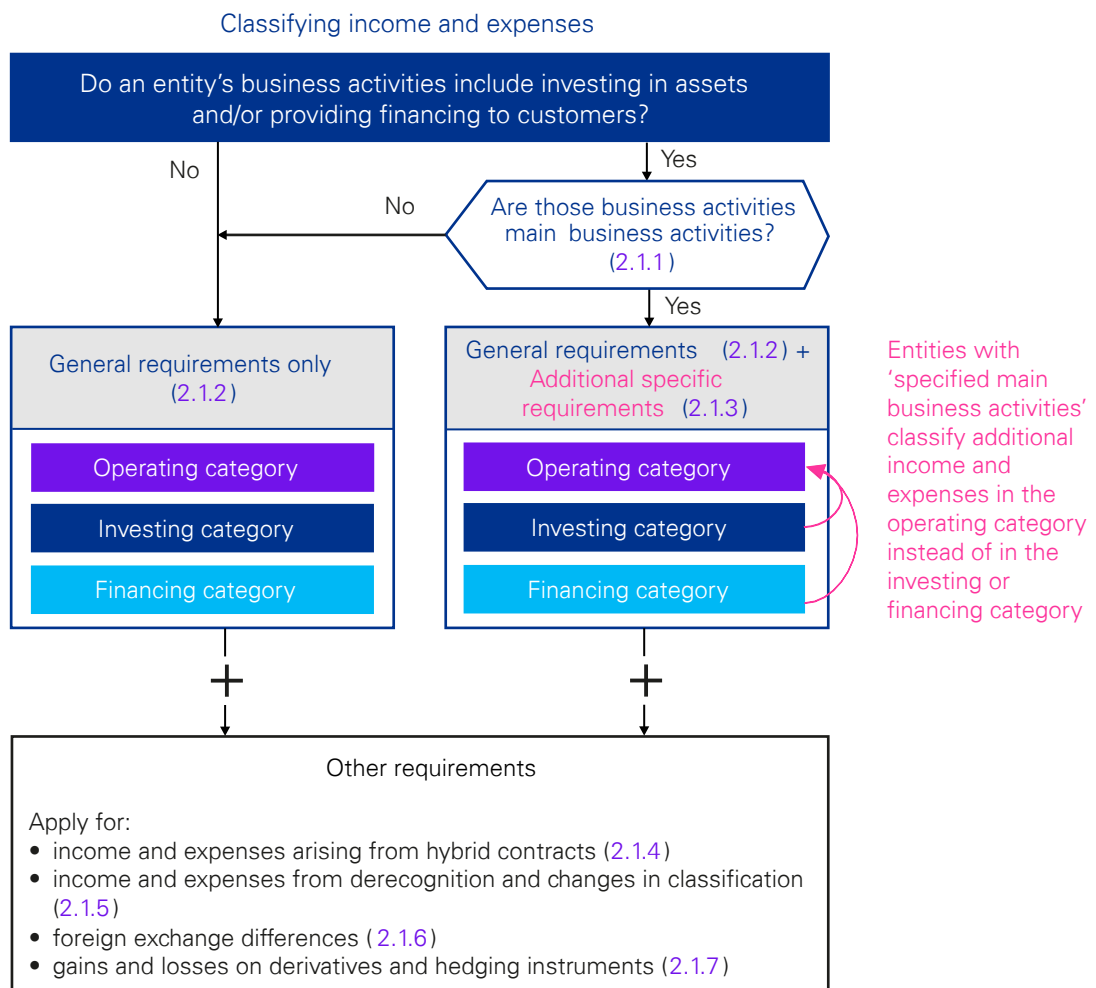 Classifying income and expenses
Do an entity's business activities include investing in assets
and/or providing financing to customers?
No
Yes
No
Are those business activities
main business activities?
(2.1.1)
Yes
General requirements only
(2.1.2)
Operating category
Investing category
Financing category
General requirements (2.1.2) +
Additional specific
requirements (2.1.3)
Operating category
Investing category
Financing category
Entities with
'specified main
business activities'
classify additional
income and
expenses in the
operating category
instead of in the
investing or
financing category
Other requirements
Apply for:
• income and expenses arising from hybrid contracts (2.1.4)
• income and expenses from derecognition and changes in classification
(2.1.5)
• foreign exchange differences (2.1.6)
• gains and losses on derivatives and hedging instruments (2.1.7)